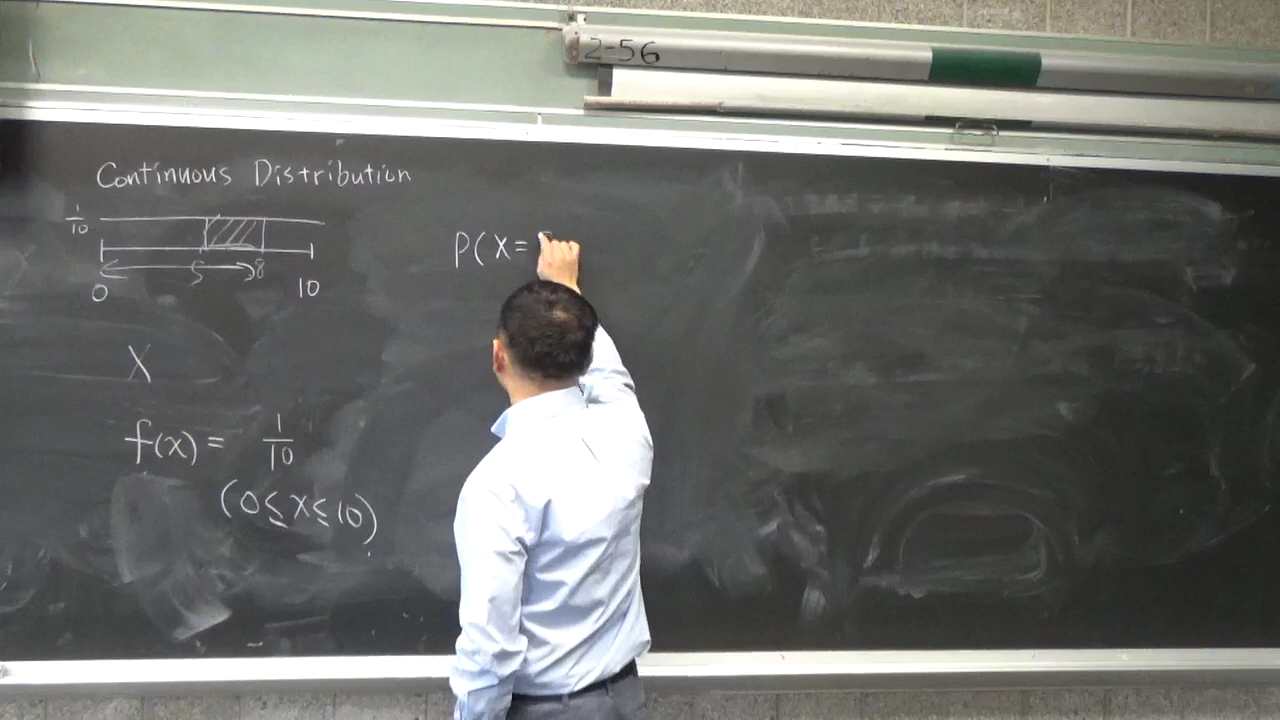 2-56
Continuous Distribution
1/10
5 8
0 10
X
f(x) = 1/10
(0 ≤ x ≤ 10)
P(X=